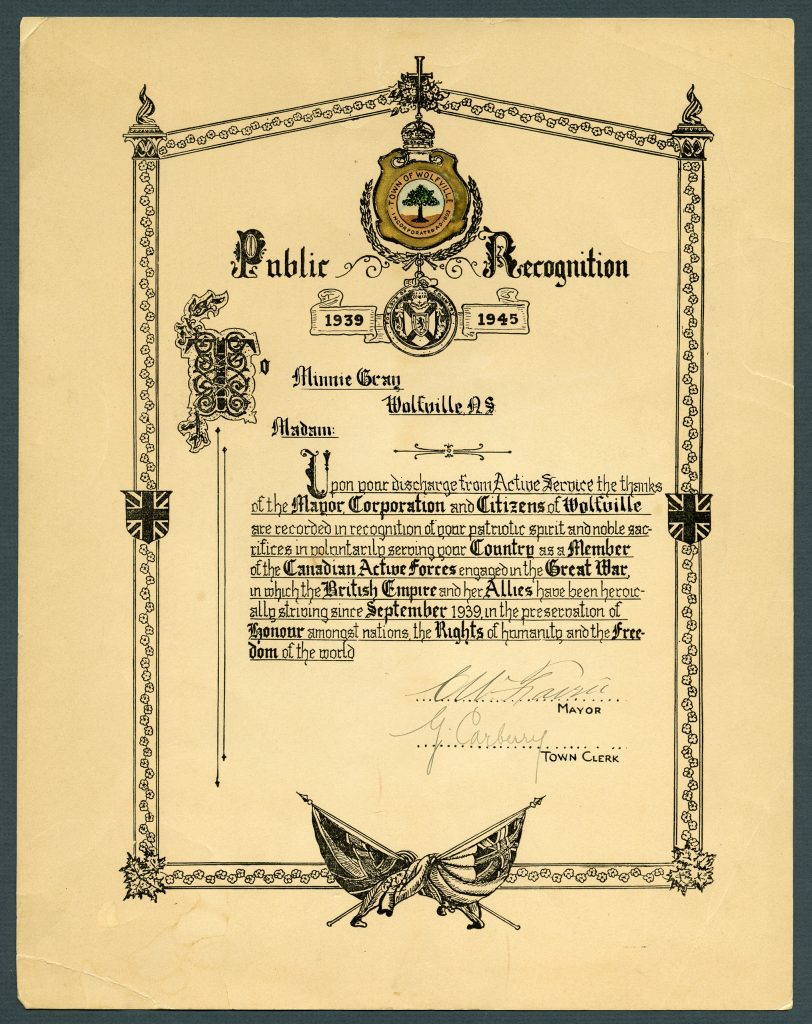 TOWN OF WOLFVILLE
INCORPORATED A.D. 1893
Public Recognition
1939 1945
To
Minnie Gray
Wolfville, N S
Madam:
Upon your discharge from Active Service the thanks
of the Mayor, Corporation and Citizens of Wolfville
are recorded in recognition of your patriotic spirit and noble sac-
rifices in voluntarily serving your Country as a Member
of the Canadian Active Forces engaged in the Great War,
in which the British Empire and her Allies have been heroic-
ally striving since September 1939, in the preservation of
Honour amongst nations, the Rights of humanity, and the Free-
dom of the world
MAYOR
G. Carberry
TOWN CLERK